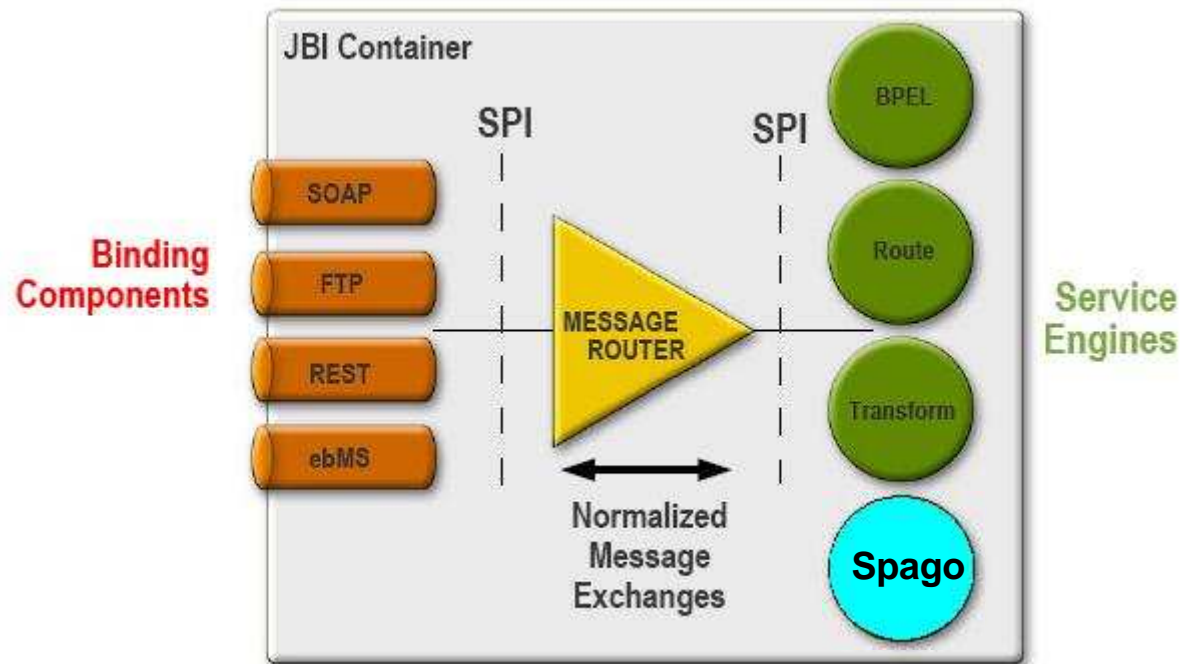 JBI Container
SPI
SPI
BPEL
SOAP
Binding
Components
FTP
REST
ebMS
MESSAGE
ROUTER
Normalized
Message
Exchanges
Route
Transform
Spago
Service
Engines